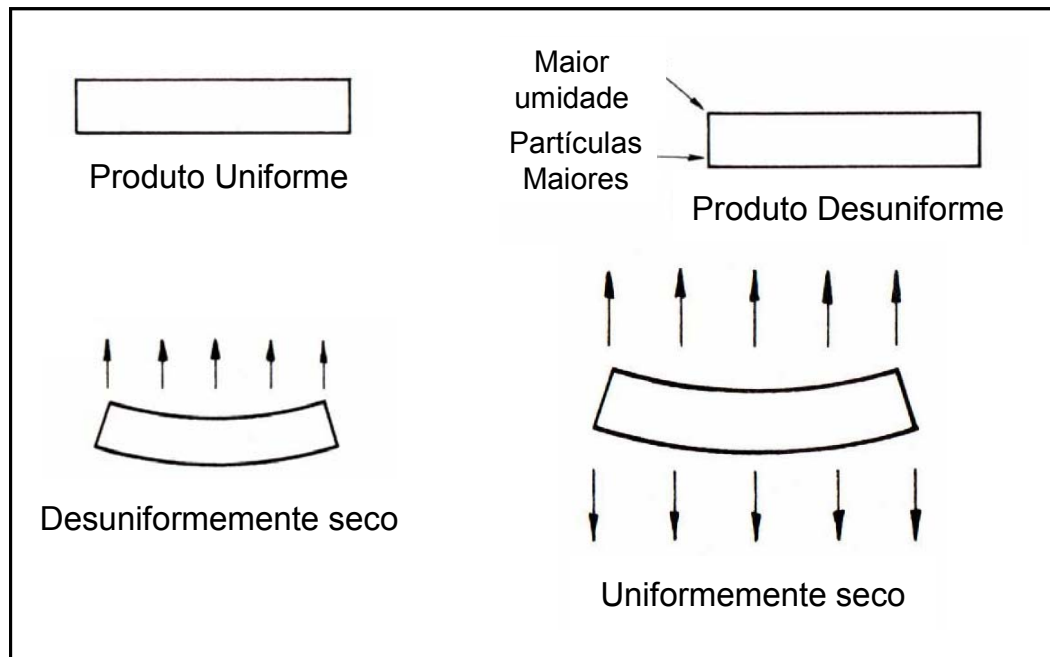 Produto Uniforme
Maior
umidade
Partículas
Maiores
Produto Desuniforme
Desuniformemente seco
Uniformemente seco